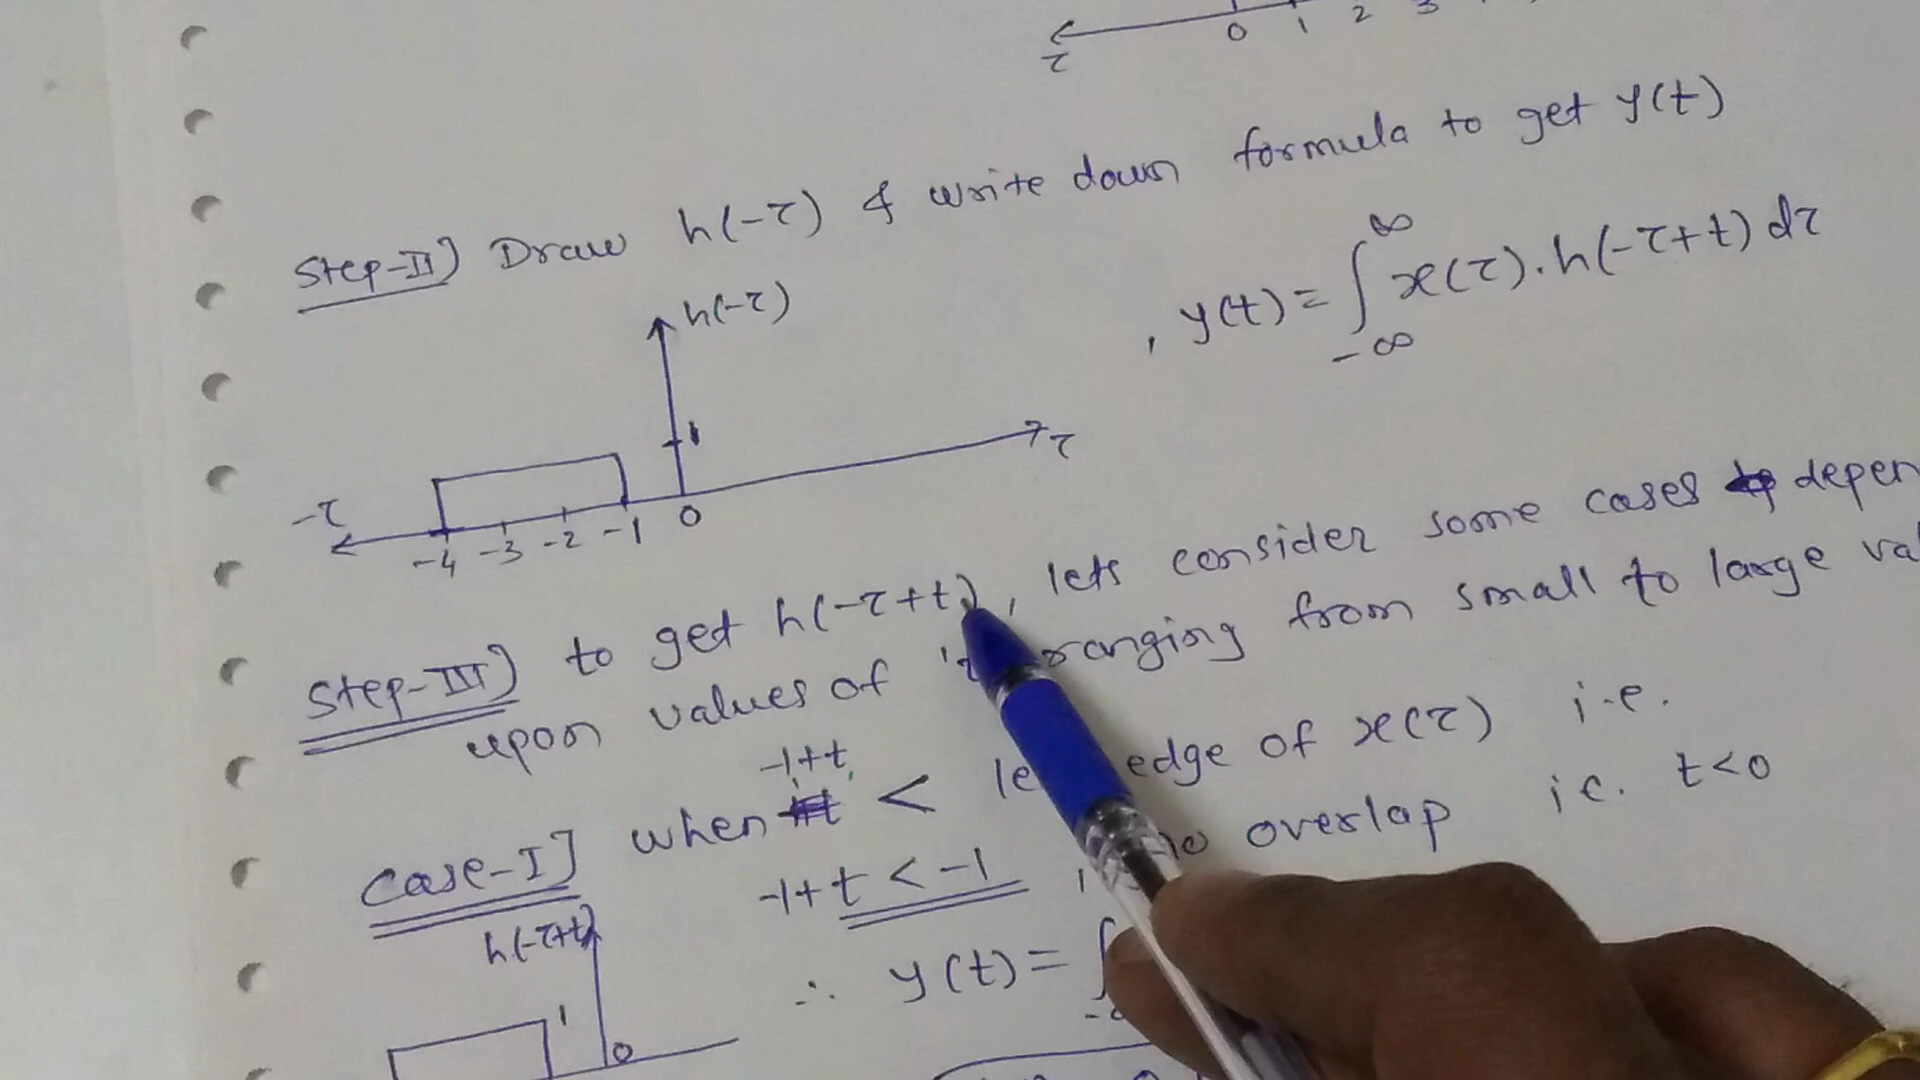 τ 0 1 2 3
Step-II) Draw h(-τ) & write down formula to get y(t)
h(-τ)
, y(t) = ∫ x(τ).h(-τ+t) dτ
∞
-∞
1
-τ -4 -3 -2 -1 0 τ
Step-III) to get h(-τ+t), lets consider some cases depen
upon values of ranging from small to large va
-1+t
Case-I] when < edge of x(τ) i.e.
-1+t < -1 overlap i.e. t<0
h(-τ+t)
∴ y(t) = ∫
1
0